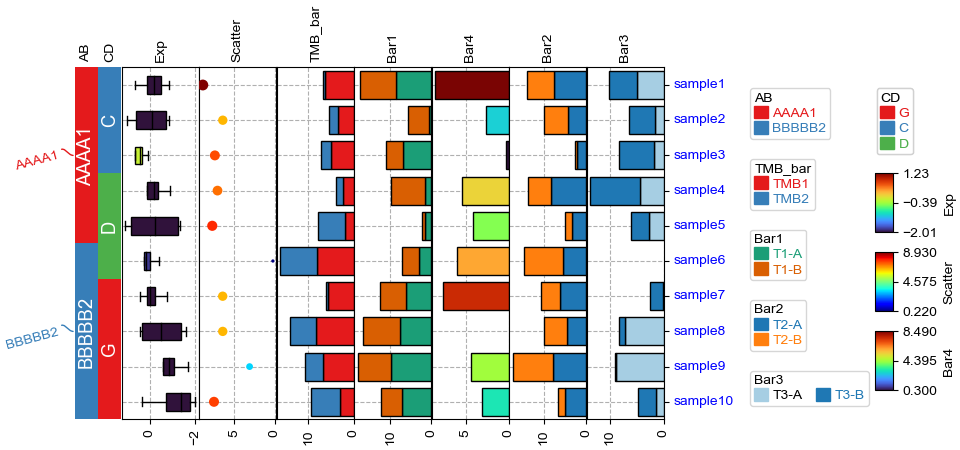 AB
CD
Exp
Scatter
TMB_bar
Bar1
Bar4
Bar2
Bar3
AAAA1
BBBBB2
AAAA1
BBBBB2
C
D
G
sample1
sample2
sample3
sample4
sample5
sample6
sample7
sample8
sample9
sample10
0
−2
5
0
10
0
10
0
5
0
10
0
10
0
AB
AAAA1
BBBBB2
TMB_bar
TMB1
TMB2
Bar1
T1-A
T1-B
Bar2
T2-A
T2-B
Bar3
T3-A T3-B
CD
G
C
D
1.23
−0.39
−2.01
Exp
8.930
4.575
0.220
Scatter
8.490
4.395
0.300
Bar4